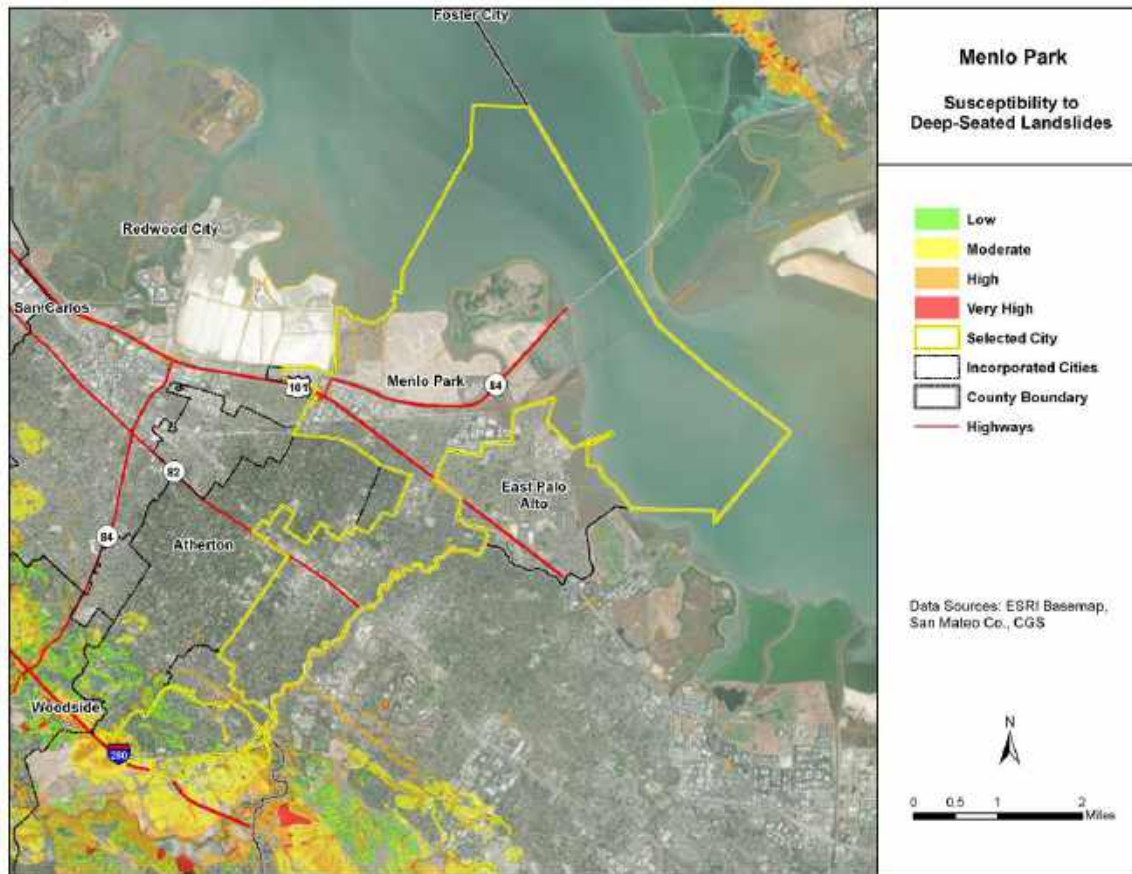 Foster City
Redwood City
San Carlos
101
Menlo Park
84
82
East Palo
Alto
84
Atherton
Woodside
280
Menlo Park
Susceptibility to
Deep-Seated Landslides
Low
Moderate
High
Very High
Selected City
Incorporated Cities
County Boundary
Highways
Data Sources: ESRI Basemap,
San Mateo Co., CGS
N
0 0.5 1 2
Miles